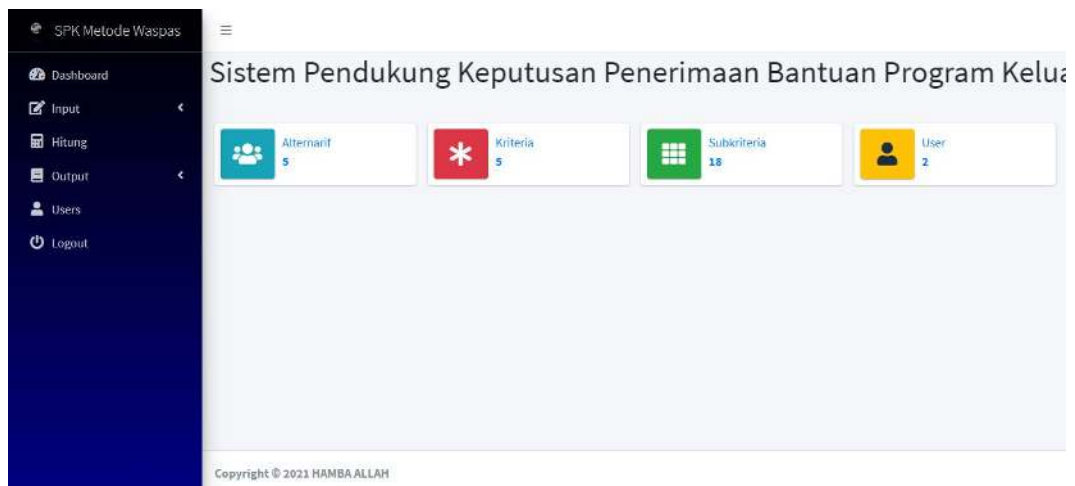 SPK Metode Waspas
Dashboard
Input
Hitung
Output
Users
Logout
Sistem Pendukung Keputusan Penerimaan Bantuan Program Kelua
Alternarif
5
Kriteria
5
Subkriteria
18
User
2
Copyright © 2021 HAMBA ALLAH